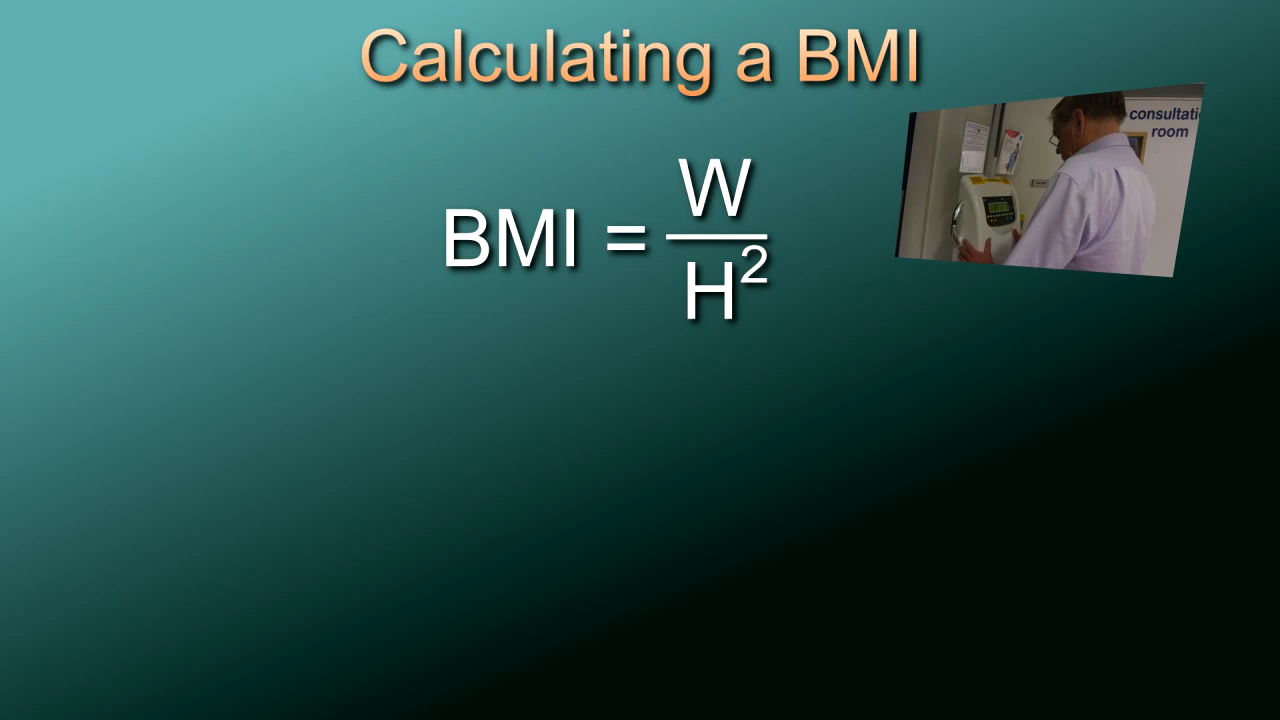 Calculating a BMI
BMI = W/H²
consultati
room